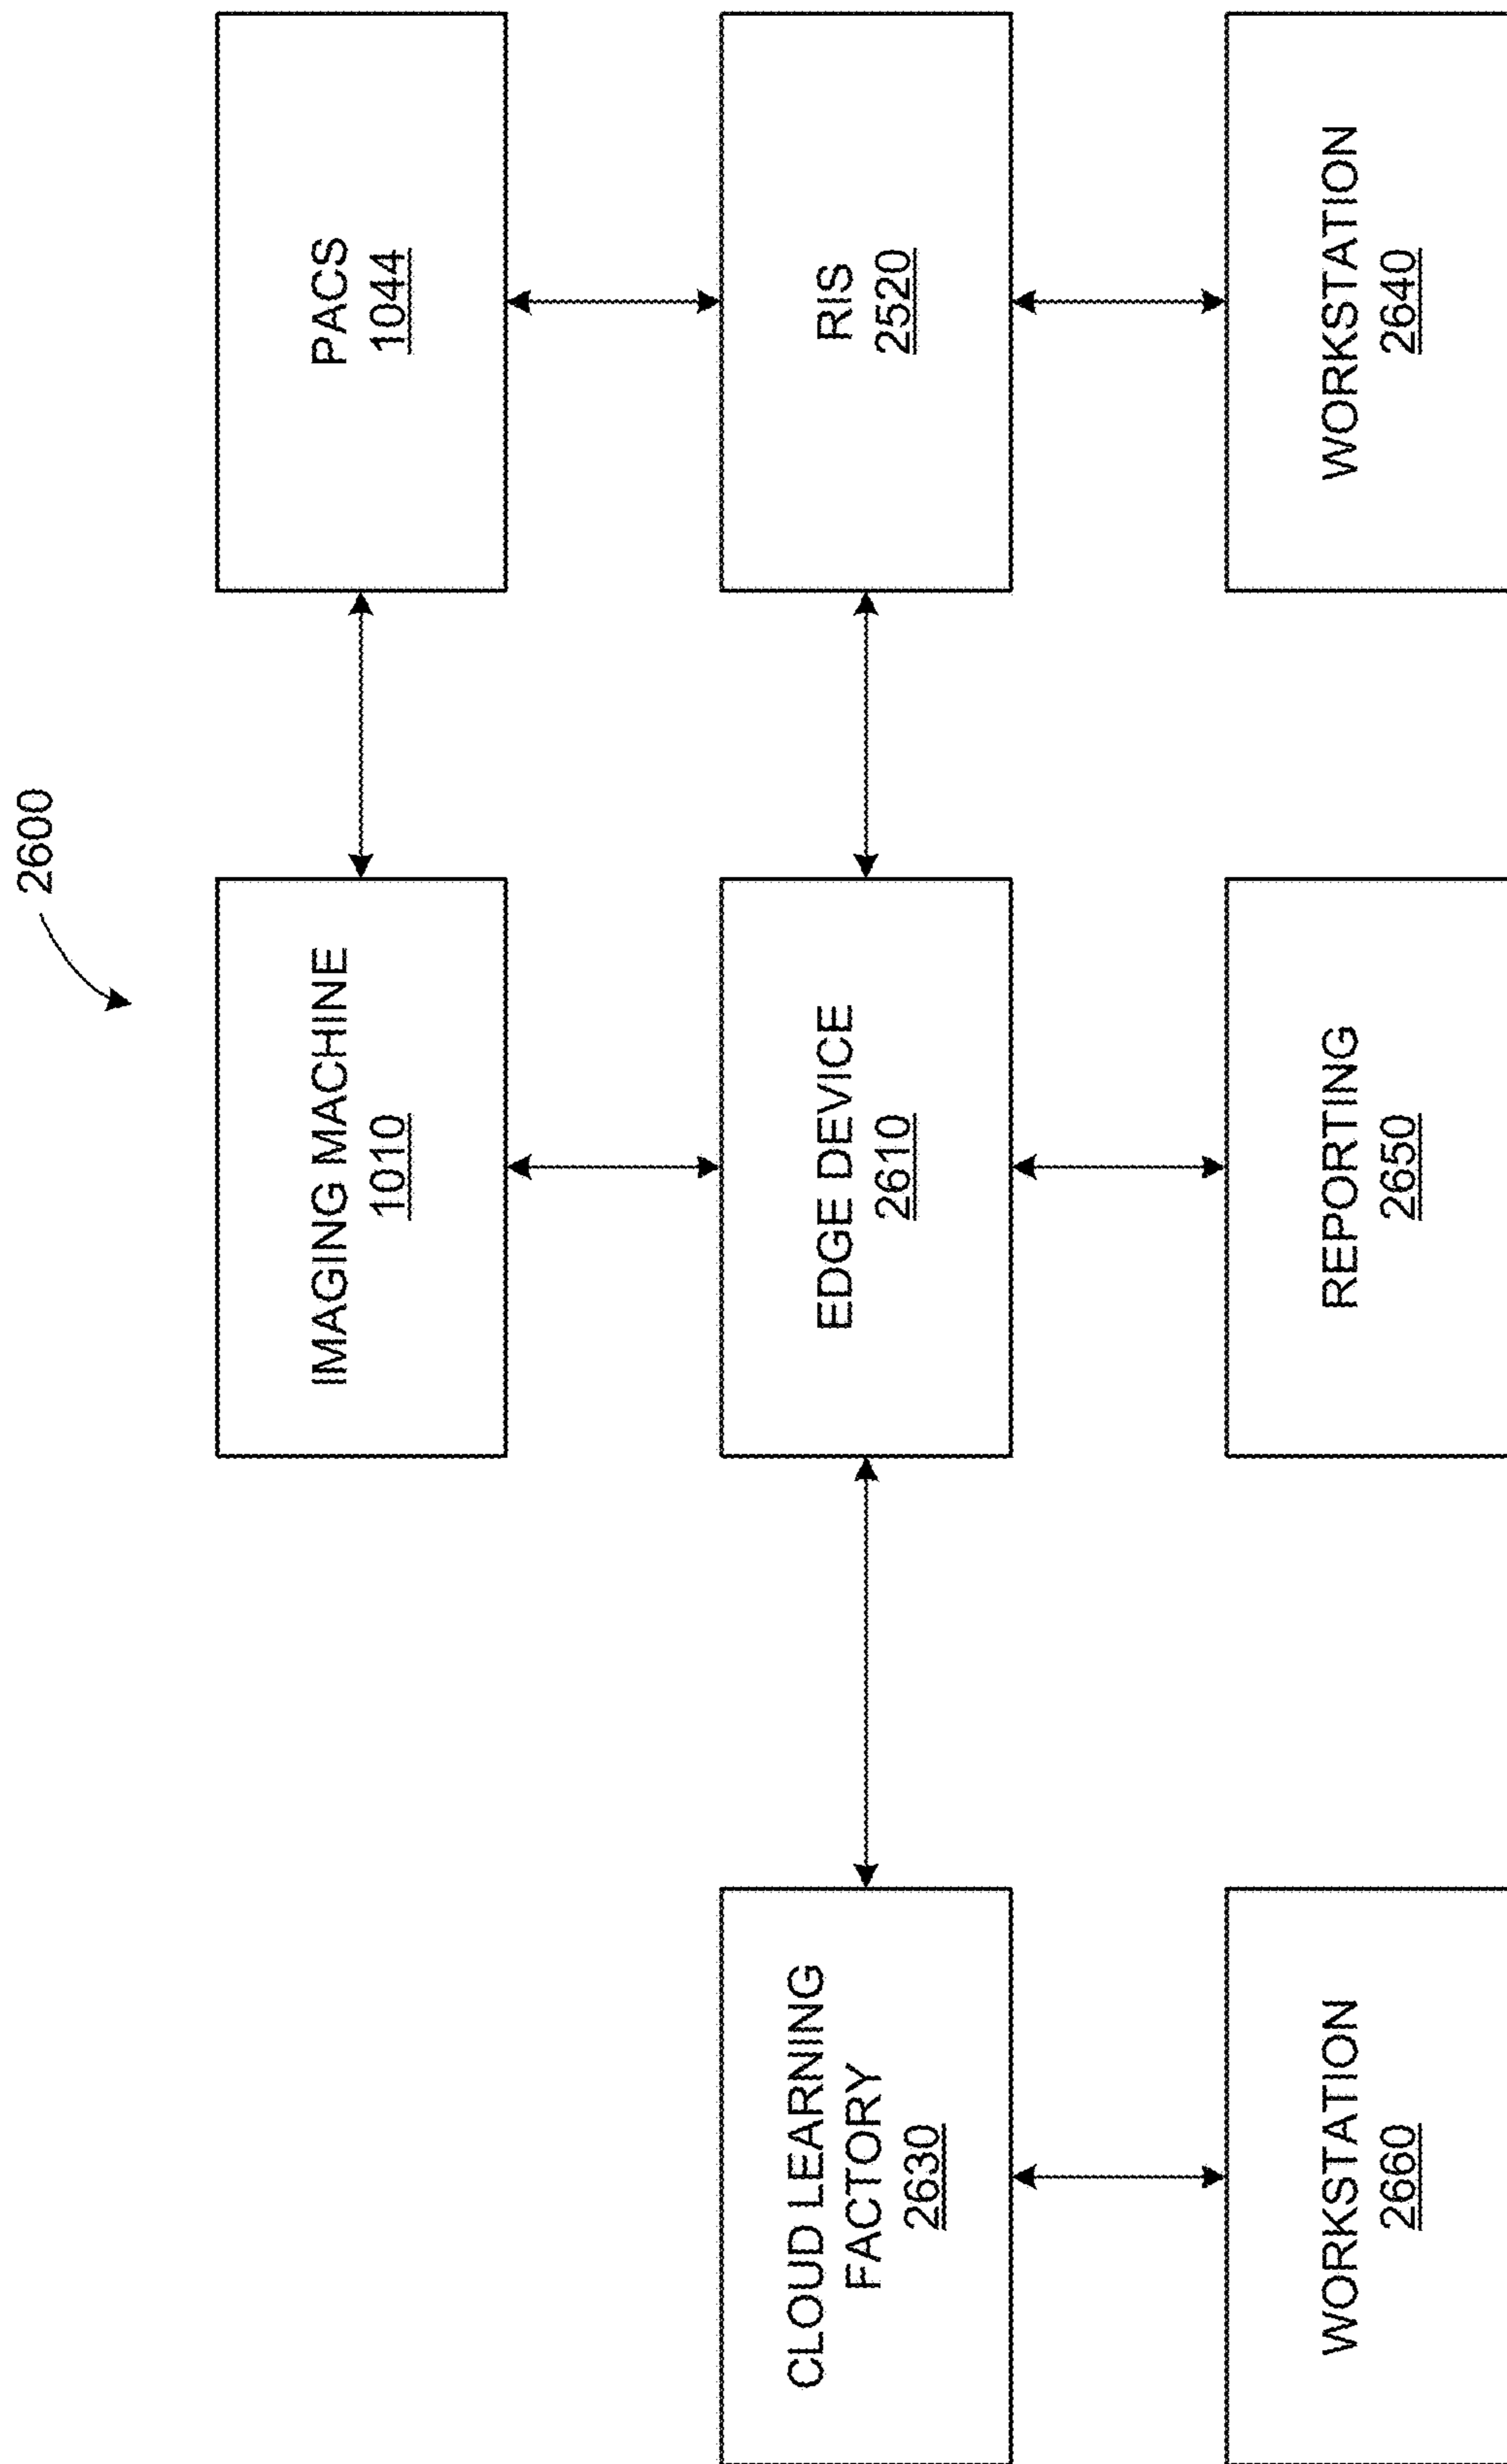 2600
IMAGING MACHINE
1010
PACS
1044
CLOUD LEARNING
FACTORY
2630
EDGE DEVICE
2610
RIS
2520
WORKSTATION
2660
REPORTING
2650
WORKSTATION
2640